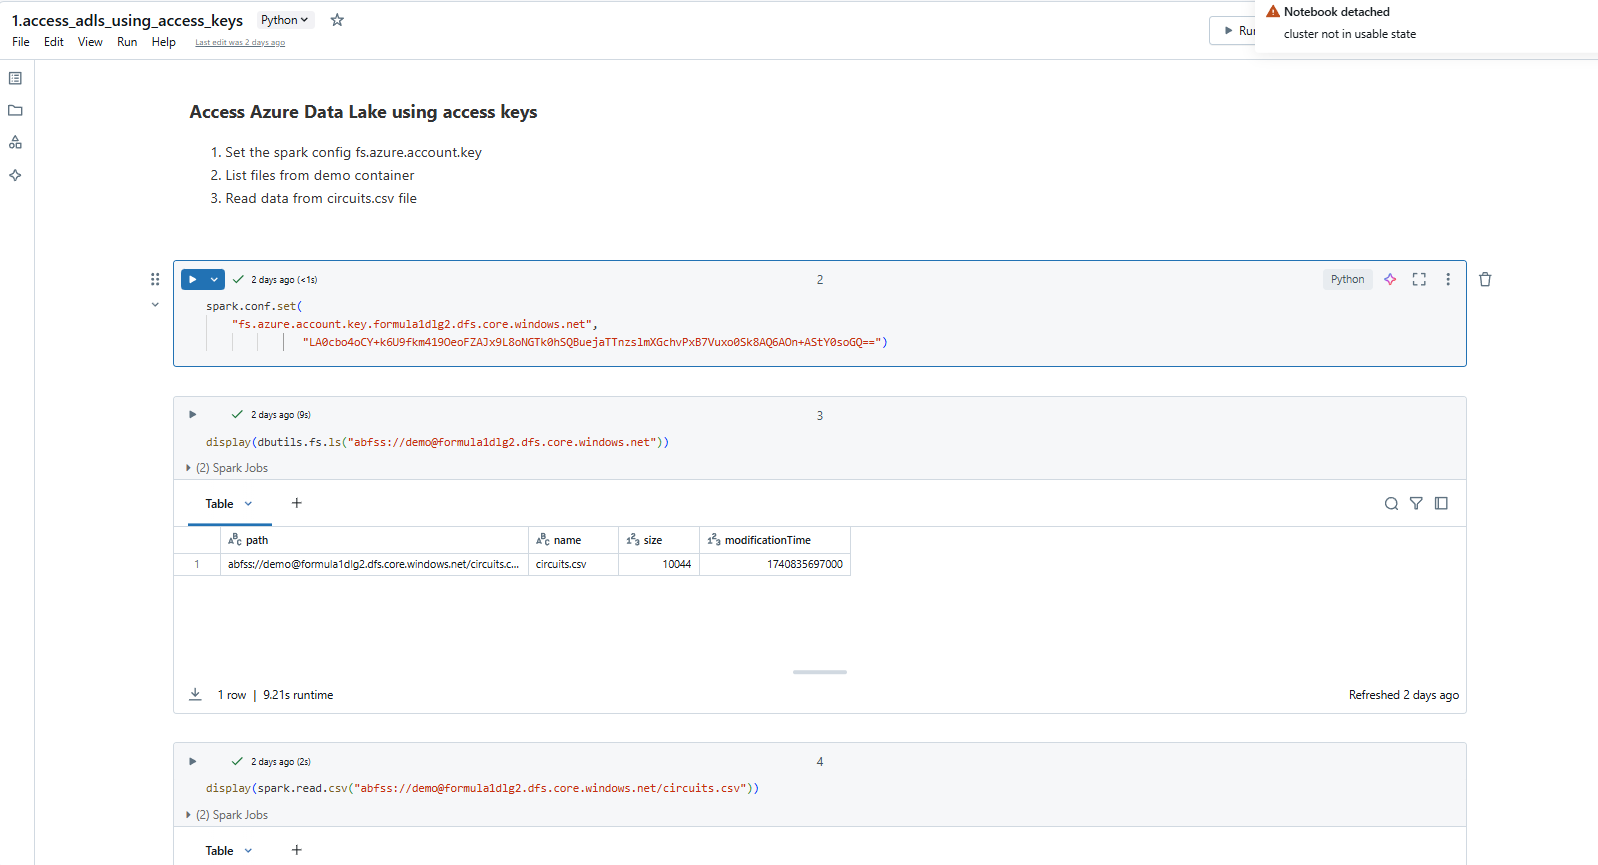 1.access_adls_using_access_keys Python
File Edit View Run Help Last edit was 2 days ago
Notebook detached
cluster not in usable state
Access Azure Data Lake using access keys
1. Set the spark config fs.azure.account.key
2. List files from demo container
3. Read data from circuits.csv file
2 days ago (<1s) 2 Python
spark.conf.set(
"fs.azure.account.key.formula1dlg2.dfs.core.windows.net",
"LA0cbo4oCY+k6U9fkm419OeoFZAJx9L8oNGTk0hSQBuejaTTnzslmXGchvPxB7Vuxo0Sk8AQ6AOn+AStY0soGQ==")
2 days ago (9s) 3
display(dbutils.fs.ls("abfss://demo@formula1dlg2.dfs.core.windows.net"))
(2) Spark Jobs
Table +
path name size modificationTime
1 abfss://demo@formula1dlg2.dfs.core.windows.net/circuits.c... circuits.csv 10044 1740835697000
1 row | 9.21s runtime Refreshed 2 days ago
2 days ago (2s) 4
display(spark.read.csv("abfss://demo@formula1dlg2.dfs.core.windows.net/circuits.csv"))
(2) Spark Jobs
Table +